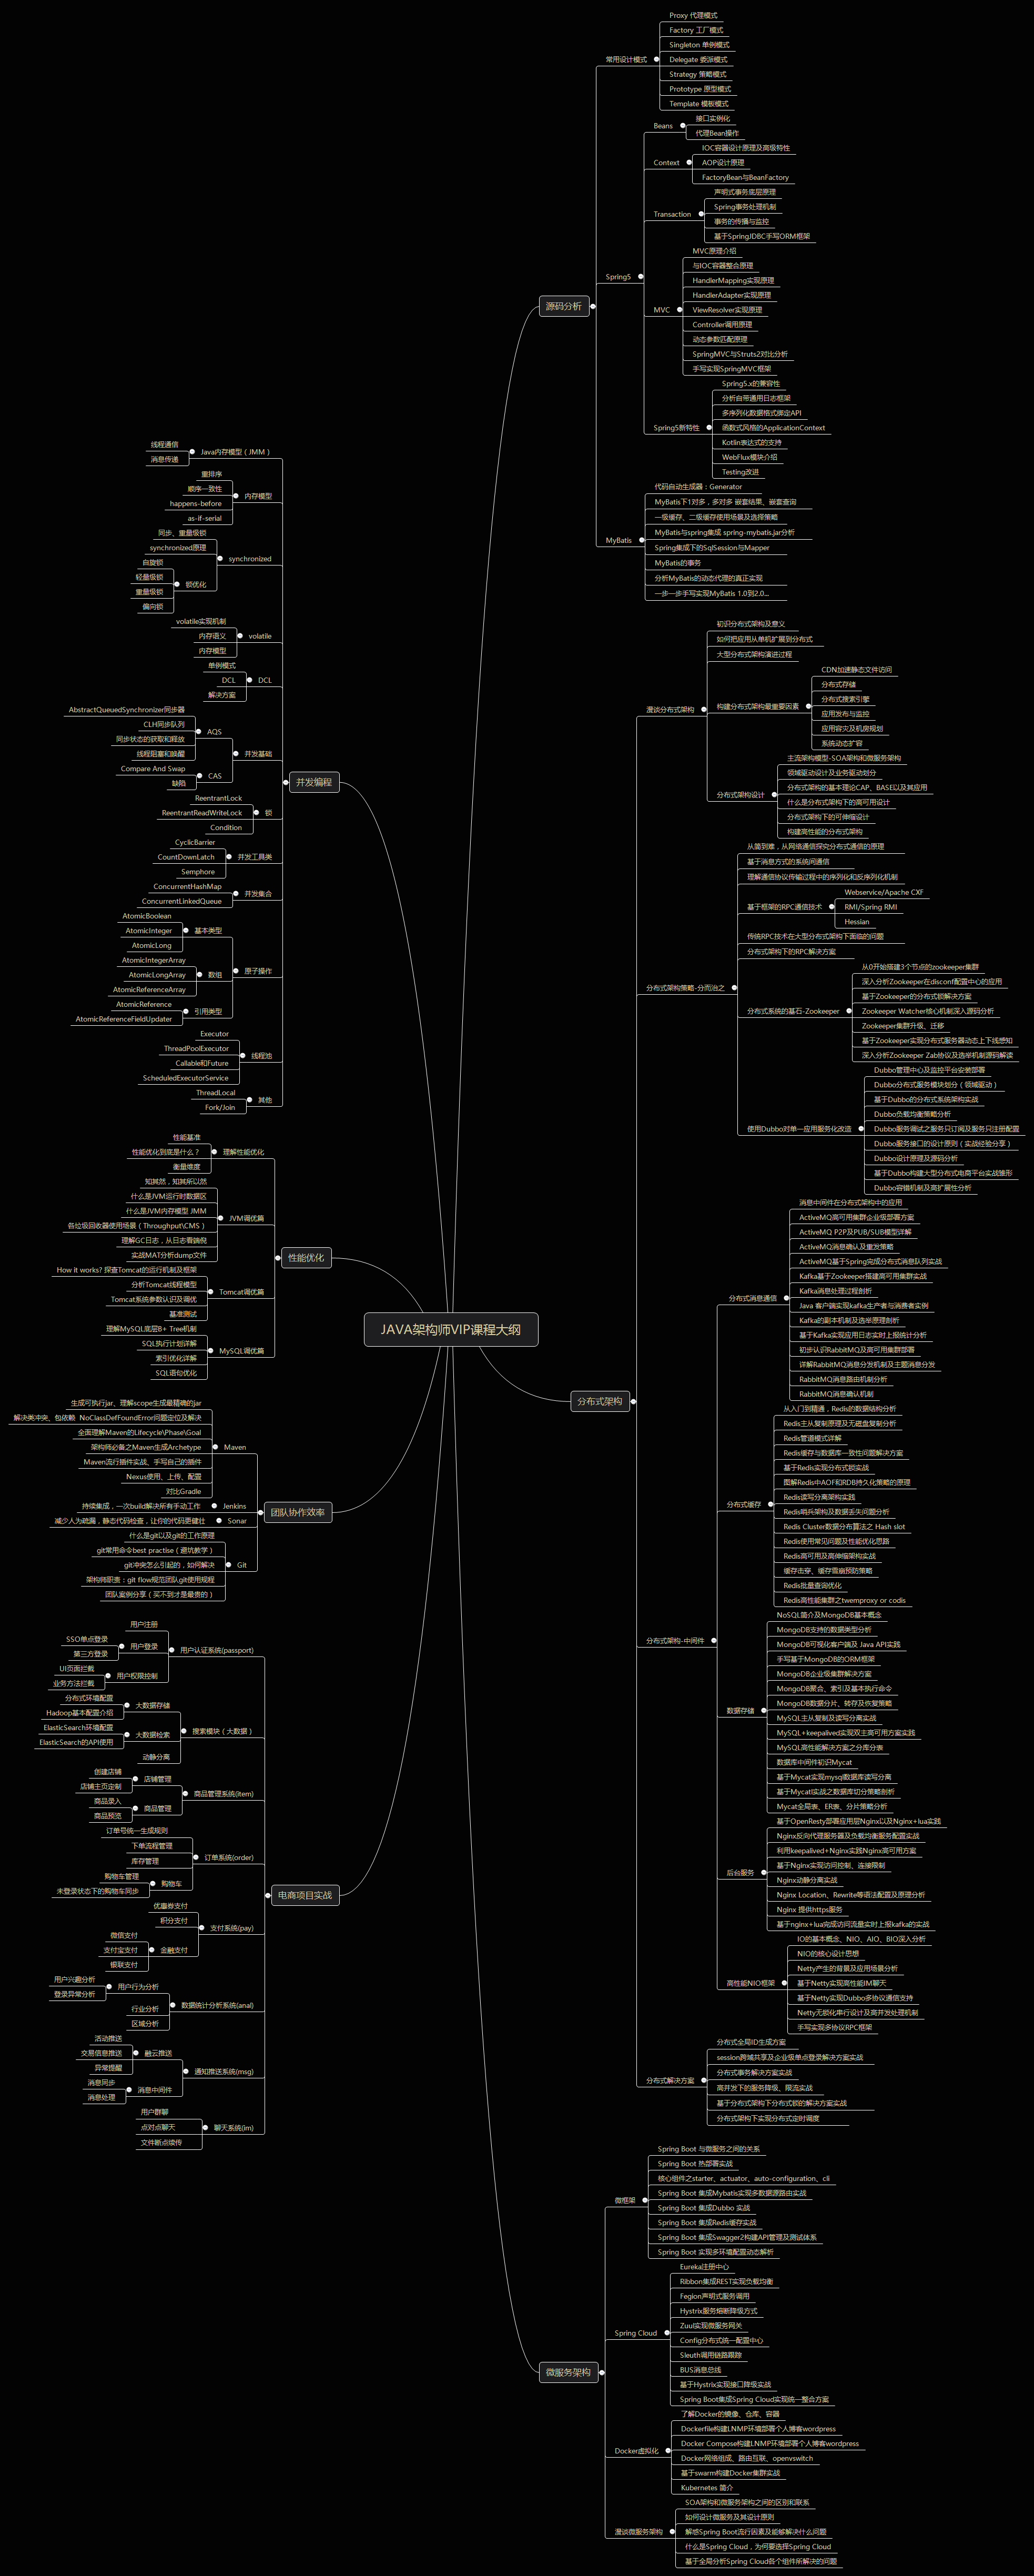 JAVA架构师VIP课程大纲
源码分析
常用设计模式
Proxy 代理模式
Factory 工厂模式
Singleton 单例模式
Delegate 委派模式
Strategy 策略模式
Prototype 原型模式
Template 模板模式
Spring5
Beans
接口实例化
代理Bean操作
Context
IOC容器设计原理及高级特性
AOP设计原理
FactoryBean与BeanFactory
Transaction
声明式事务底层原理
Spring事务处理机制
事务的传播与监控
基于SpringJDBC手写ORM框架
MVC
MVC原理介绍
与IOC容器整合原理
HandlerMapping实现原理
HandlerAdapter实现原理
ViewResolver实现原理
Controller调用原理
动态参数匹配原理
SpringMVC与Struts2对比分析
手写实现SpringMVC框架
Spring5新特性
Spring5.x的兼容性
分析自带通用日志框架
多序列化数据格式绑定API
函数式风格的ApplicationContext
Kotlin表达式的支持
WebFlux模块介绍
Testing改进
MyBatis
代码自动生成器：Generator
MyBatis下1对多，多对多 嵌套结果、嵌套查询
一级缓存、二级缓存使用场景及选择策略
MyBatis与spring集成 spring-mybatis.jar分析
Spring集成下的SqlSession与Mapper
MyBatis的事务
分析MyBatis的动态代理的真正实现
一步一步手写实现MyBatis 1.0到2.0...
分布式架构
漫谈分布式架构
初识分布式架构及意义
如何把应用从单机扩展到分布式
大型分布式架构演进过程
构建分布式架构最重要因素
CDN加速静态文件访问
分布式存储
分布式搜索引擎
应用发布与监控
应用容灾及机房规划
系统动态扩容
分布式架构设计
主流架构模型-SOA架构和微服务架构
领域驱动设计及业务驱动划分
分布式架构的基本理论CAP、BASE以及其应用
什么是分布式架构下的高可用设计
分布式架构下的可伸缩设计
构建高性能的分布式架构
分布式架构策略-分而治之
从简到难，从网络通信探究分布式通信的原理
基于消息方式的系统间通信
理解通信协议传输过程中的序列化和反序列化机制
基于框架的RPC通信技术
Webservice/Apache CXF
RMI/Spring RMI
Hessian
传统RPC技术在大型分布式架构下面临的问题
分布式架构下的RPC解决方案
分布式系统的基石-Zookeeper
从0开始搭建3个节点的zookeeper集群
深入分析Zookeeper在disconf配置中心的应用
基于Zookeeper的分布式锁解决方案
Zookeeper Watcher核心机制深入源码分析
Zookeeper集群升级、迁移
基于Zookeeper实现分布式服务器动态上下线感知
深入分析Zookeeper Zab协议及选举机制源码解读
使用Dubbo对单一应用服务化改造
Dubbo管理中心及监控平台安装部署
Dubbo分布式服务模块划分（领域驱动）
基于Dubbo的分布式系统架构实战
Dubbo负载均衡策略分析
Dubbo服务调试之服务只订阅及服务只注册配置
Dubbo服务接口的设计原则（实战经验分享）
Dubbo设计原理及源码分析
基于Dubbo构建大型分布式电商平台实战雏形
Dubbo容错机制及高扩展性分析
分布式架构-中间件
分布式消息通信
消息中间件在分布式架构中的应用
ActiveMQ高可用集群企业级部署方案
ActiveMQ P2P及PUB/SUB模型详解
ActiveMQ消息确认及重发策略
ActiveMQ基于Spring完成分布式消息队列实战
Kafka基于Zookeeper搭建高可用集群实战
Kafka消息处理过程剖析
Java 客户端实现kafka生产者与消费者实例
Kafka的副本机制及选举原理剖析
基于Kafka实现应用日志实时上报统计分析
初步认识RabbitMQ及高可用集群部署
详解RabbitMQ消息分发机制及主题消息分发
RabbitMQ消息路由机制分析
RabbitMQ消息确认机制
分布式缓存
从入门到精通，Redis的数据结构分析
Redis主从复制原理及无磁盘复制分析
Redis管道模式详解
Redis缓存与数据库一致性问题解决方案
基于Redis实现分布式锁实战
图解Redis中AOF和RDB持久化策略的原理
Redis读写分离架构实践
Redis哨兵架构及数据丢失问题分析
Redis Cluster数据分布算法之 Hash slot
Redis使用常见问题及性能优化思路
Redis高可用及高伸缩架构实战
缓存击穿、缓存雪崩预防策略
Redis批量查询优化
Redis高性能集群之twemproxy or codis
数据存储
NoSQL简介及MongoDB基本概念
MongoDB支持的数据类型分析
MongoDB可视化客户端及 Java API实践
手写基于MongoDB的ORM框架
MongoDB企业级集群解决方案
MongoDB聚合、索引及基本执行命令
MongoDB数据分片、转存及恢复策略
MySQL主从复制及读写分离实战
MySQL+keepalived实现双主高可用方案实践
MySQL高性能解决方案之分库分表
数据库中间件初识Mycat
基于Mycat实现mysql数据库读写分离
基于Mycatl实战之数据库切分策略剖析
Mycat全局表、ER表、分片策略分析
后台服务
基于OpenResty部署应用层Nginx以及Nginx+lua实践
Nginx反向代理服务器及负载均衡服务配置实战
利用keepalived+Nginx实践Nginx高可用方案
基于Nginx实现访问控制、连接限制
Nginx动静分离实战
Nginx Location、Rewrite等语法配置及原理分析
Nginx 提供https服务
基于nginx+lua完成访问流量实时上报kafka的实战
高性能NIO框架
IO的基本概念、NIO、AIO、BIO深入分析
NIO的核心设计思想
Netty产生的背景及应用场景分析
基于Netty实现高性能IM聊天
基于Netty实现Dubbo多协议通信支持
Netty无锁化串行设计及高并发处理机制
手写实现多协议RPC框架
分布式解决方案
分布式全局ID生成方案
session跨域共享及企业级单点登录解决方案实战
分布式事务解决方案实战
高并发下的服务降级、限流实战
基于分布式架构下分布式锁的解决方案实战
分布式架构下实现分布式定时调度
微服务架构
微框架
Spring Boot 与微服务之间的关系
Spring Boot 热部署实战
核心组件之starter、actuator、auto-configuration、cli
Spring Boot 集成Mybatis实现多数据源路由实战
Spring Boot 集成Dubbo 实战
Spring Boot 集成Redis缓存实战
Spring Boot 集成Swagger2构建API管理及测试体系
Spring Boot 实现多环境配置动态解析
Spring Cloud
Eureka注册中心
Ribbon集成REST实现负载均衡
Fegion声明式服务调用
Hystrix服务熔断降级方式
Zuul实现微服务网关
Config分布式统一配置中心
Sleuth调用链路跟踪
BUS消息总线
基于Hystrix实现接口降级实战
Spring Boot集成Spring Cloud实现统一整合方案
Docker虚拟化
了解Docker的镜像、仓库、容器
Dockerfile构建LNMP环境部署个人博客wordpress
Docker Compose构建LNMP环境部署个人博客wordpress
Docker网络组成、路由互联、openvswitch
基于swarm构建Docker集群实战
Kubernetes 简介
漫谈微服务架构
SOA架构和微服务架构之间的区别和联系
如何设计微服务及其设计原则
解惑Spring Boot流行因素及能够解决什么问题
什么是Spring Cloud，为何要选择Spring Cloud
基于全局分析Spring Cloud各个组件所解决的问题
并发编程
Java内存模型（JMM）
线程通信
消息传递
内存模型
重排序
顺序一致性
happens-before
as-if-serial
synchronized
同步、重量级锁
synchronized原理
锁优化
自旋锁
轻量级锁
重量级锁
偏向锁
volatile
volatile实现机制
内存语义
内存模型
DCL
单例模式
DCL
解决方案
并发基础
AQS
AbstractQueuedSynchronizer同步器
CLH同步队列
同步状态的获取和释放
线程阻塞和唤醒
CAS
Compare And Swap
缺陷
锁
ReentrantLock
ReentrantReadWriteLock
Condition
并发工具类
CyclicBarrier
CountDownLatch
Semphore
并发集合
ConcurrentHashMap
ConcurrentLinkedQueue
原子操作
基本类型
AtomicBoolean
AtomicInteger
AtomicLong
数组
AtomicIntegerArray
AtomicLongArray
AtomicReferenceArray
引用类型
AtomicReference
AtomicReferenceFieldUpdater
线程池
Executor
ThreadPoolExecutor
Callable和Future
ScheduledExecutorService
其他
ThreadLocal
Fork/Join
性能优化
理解性能优化
性能基准
性能优化到底是什么？
衡量维度
JVM调优篇
知其然，知其所以然
什么是JVM运行时数据区
什么是JVM内存模型 JMM
各垃圾回收器使用场景（Throughput\CMS）
理解GC日志，从日志看端倪
实战MAT分析dump文件
Tomcat调优篇
How it works? 探查Tomcat的运行机制及框架
分析Tomcat线程模型
Tomcat系统参数认识及调优
基准测试
MySQL调优篇
理解MySQL底层B+ Tree机制
SQL执行计划详解
索引优化详解
SQL语句优化
团队协作效率
Maven
生成可执行jar、理解scope生成最精确的jar
解决类冲突、包依赖 NoClassDefFoundError问题定位及解决
全面理解Maven的Lifecycle\Phase\Goal
架构师必备之Maven生成Archetype
Maven流行插件实战、手写自己的插件
Nexus使用、上传、配置
对比Gradle
Jenkins
持续集成，一次build解决所有手动工作
Sonar
减少人为疏漏，静态代码检查，让你的代码更健壮
Git
什么是git以及git的工作原理
git常用命令best practise（避坑教学）
git冲突怎么引起的，如何解决
架构师职责：git flow规范团队git使用规程
团队案例分享（买不到才是最贵的）
电商项目实战
用户认证系统(passport)
用户注册
用户登录
SSO单点登录
第三方登录
用户权限控制
UI页面拦截
业务方法拦截
搜索模块（大数据）
大数据存储
分布式环境配置
Hadoop基本配置介绍
大数据检索
ElasticSearch环境配置
ElasticSearch的API使用
动静分离
商品管理系统(item)
店铺管理
创建店铺
店铺主页定制
商品管理
商品录入
商品预览
订单系统(order)
订单号统一生成规则
下单流程管理
库存管理
购物车
购物车管理
未登录状态下的购物车同步
支付系统(pay)
优惠券支付
积分支付
金融支付
微信支付
支付宝支付
银联支付
数据统计分析系统(anal)
用户行为分析
用户兴趣分析
登录异常分析
行业分析
区域分析
通知推送系统(msg)
融云推送
活动推送
交易信息推送
异常提醒
消息中间件
消息同步
消息处理
聊天系统(im)
用户群聊
点对点聊天
文件断点续传